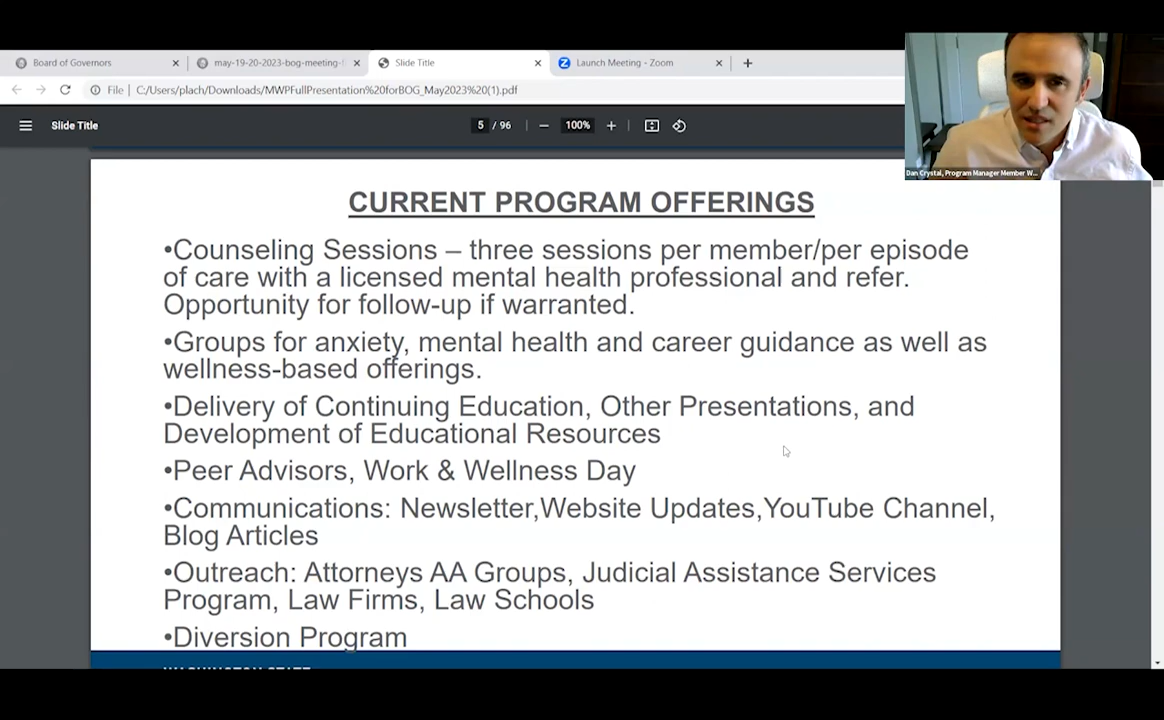 Board of Governors
may-19-20-2023-bog-meeting-
Slide Title
Launch Meeting - Zoom
File
C:/Users/plach/Downloads/MWPFullPresentation%20forBOG_May2023%20(1).pdf
Slide Title
5 / 96
100%
Dan Crystal, Program Manager Member W...
CURRENT PROGRAM OFFERINGS
•Counseling Sessions – three sessions per member/per episode
of care with a licensed mental health professional and refer.
Opportunity for follow-up if warranted.
•Groups for anxiety, mental health and career guidance as well as
wellness-based offerings.
•Delivery of Continuing Education, Other Presentations, and
Development of Educational Resources
•Peer Advisors, Work & Wellness Day
•Communications: Newsletter,Website Updates,YouTube Channel,
Blog Articles
•Outreach: Attorneys AA Groups, Judicial Assistance Services
Program, Law Firms, Law Schools
•Diversion Program
WASHINGTON STATE